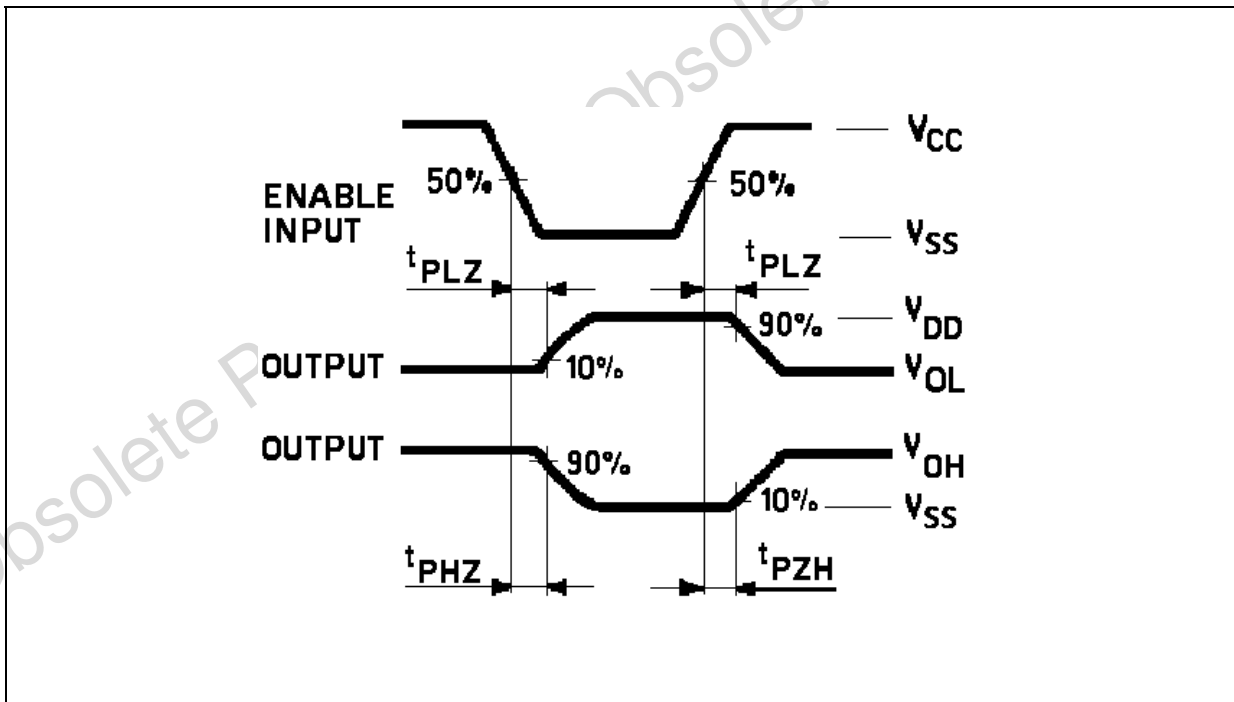 Obsolete
V_CC
50%
50%
ENABLE
INPUT
V_SS
t_PLZ
t_PLZ
V_DD
90%
OUTPUT
10%
V_OL
OUTPUT
90%
V_OH
10%
V_SS
t_PHZ
t_PZH
Obsolete P